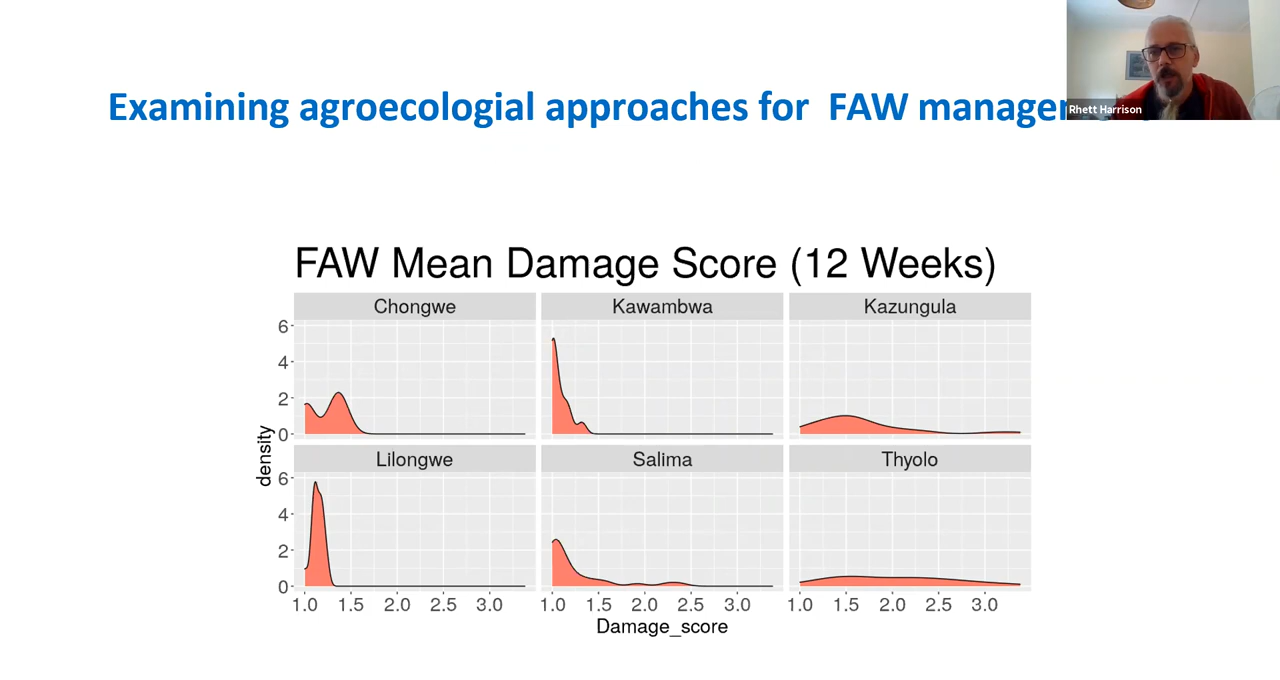 Examining agroecologial approaches for FAW
Rhett Harrison
FAW Mean Damage Score (12 Weeks)
Chongwe Kawambwa Kazungula
6
4
2
0
Lilongwe Salima Thyolo
6
4
2
0
density
1.0 1.5 2.0 2.5 3.0 1.0 1.5 2.0 2.5 3.0 1.0 1.5 2.0 2.5 3.0
Damage_score